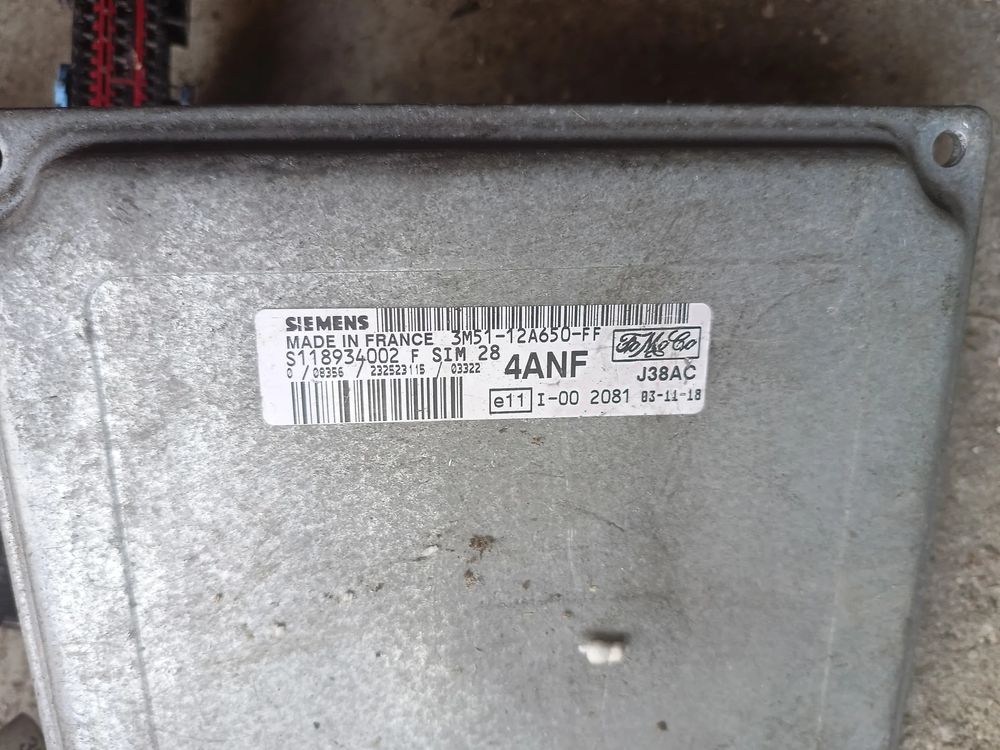 SIEMENS
MADE IN FRANCE 3M51-12A650-FF FoMoCo
S118934002 F SIM 28 4ANF J38AC
0 / 08356 / 232523115 / 03322
e11 I-00 2081 03-11-18